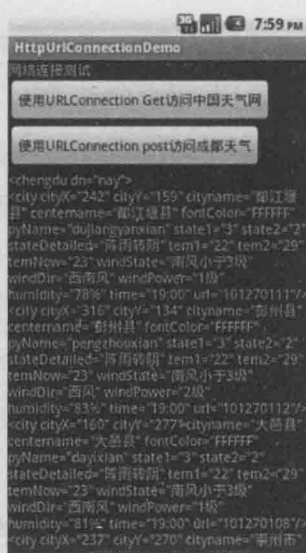 3G 7:59 PM
HttpUrlConnectionDemo
网络连接测试
使用URLConnection Get访问中国天气网
使用URLConnection post访问成都天气
<chengdu dn="nay">
<city cityX="242" cityY="159" cityname="都江堰
县" centername="都江堰县" fontColor="FFFFFF"
pyName="dujiangyanxian" state1="3" state2="2"
stateDetailed="阵雨转阴" tem1="22" tem2="29"
temNow="23" windState="南风小于3级"
windDir="西南风" windPower="1级"
humidity="78%" time="19:00" url="101270111"/>
<city cityX="316" cityY="134" cityname="彭州县"
centername="彭州县" fontColor="FFFFFF"
pyName="pengzhouxian" state1="3" state2="2"
stateDetailed="阵雨转阴" tem1="22" tem2="29"
temNow="23" windState="南风小于3级"
windDir="西风" windPower="2级"
humidity="83%" time="19:00" url="101270112"/>
<city cityX="160" cityY="277" cityname="大邑县"
centername="大邑县" fontColor="FFFFFF"
pyName="dayixian" state1="3" state2="2"
stateDetailed="阵雨转阴" tem1="22" tem2="29"
temNow="23" windState="南风小于3级"
windDir="西南风" windPower="1级"
humidity="81%" time="19:00" url="101270108"/>
<city cityX="237" cityY="270" cityname="崇州市"